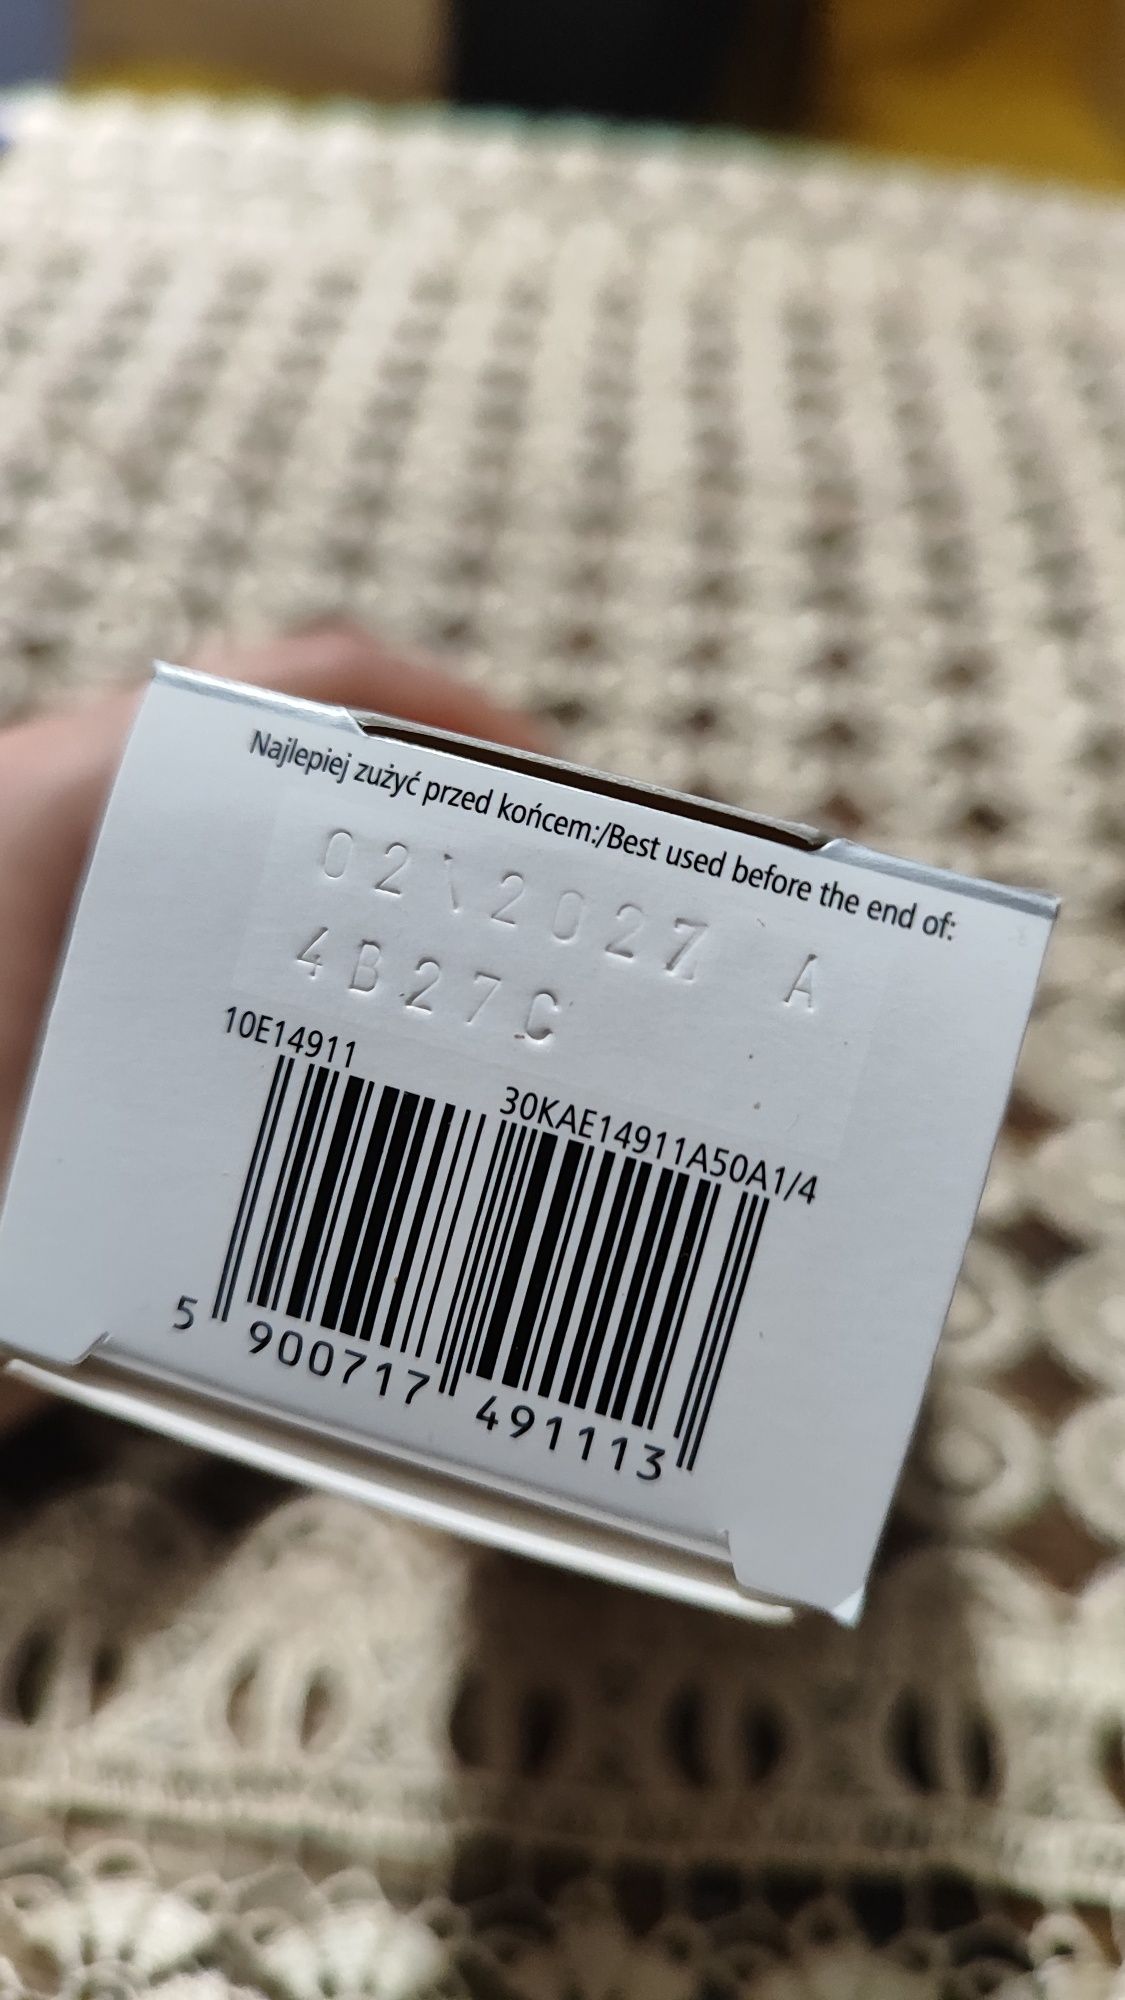 Najlepiej zużyć przed końcem:/Best used before the end of:
02\2027 A
4B27C
10E14911
30KAE14911A50A1/4
5 900717 491113